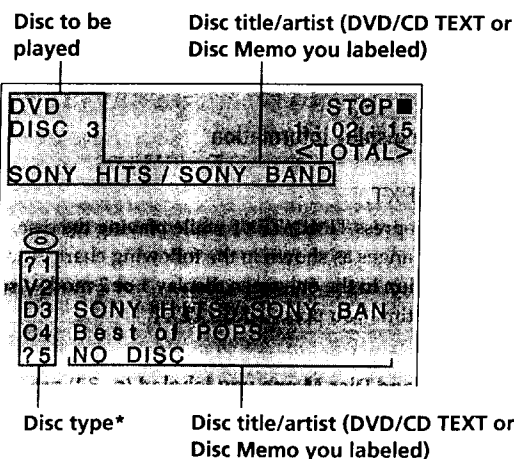 Disc to be
played
Disc title/artist (DVD/CD TEXT or
Disc Memo you labeled)
DVD
DISC 3
STOP■
1: 02: 15
<TOTAL>
SONY HITS / SONY BAND
?1
V2
D3 SONY HITS/SONY BAN
C4 Best of POPS
?5 NO DISC
Disc type*
Disc title/artist (DVD/CD TEXT or
Disc Memo you labeled)